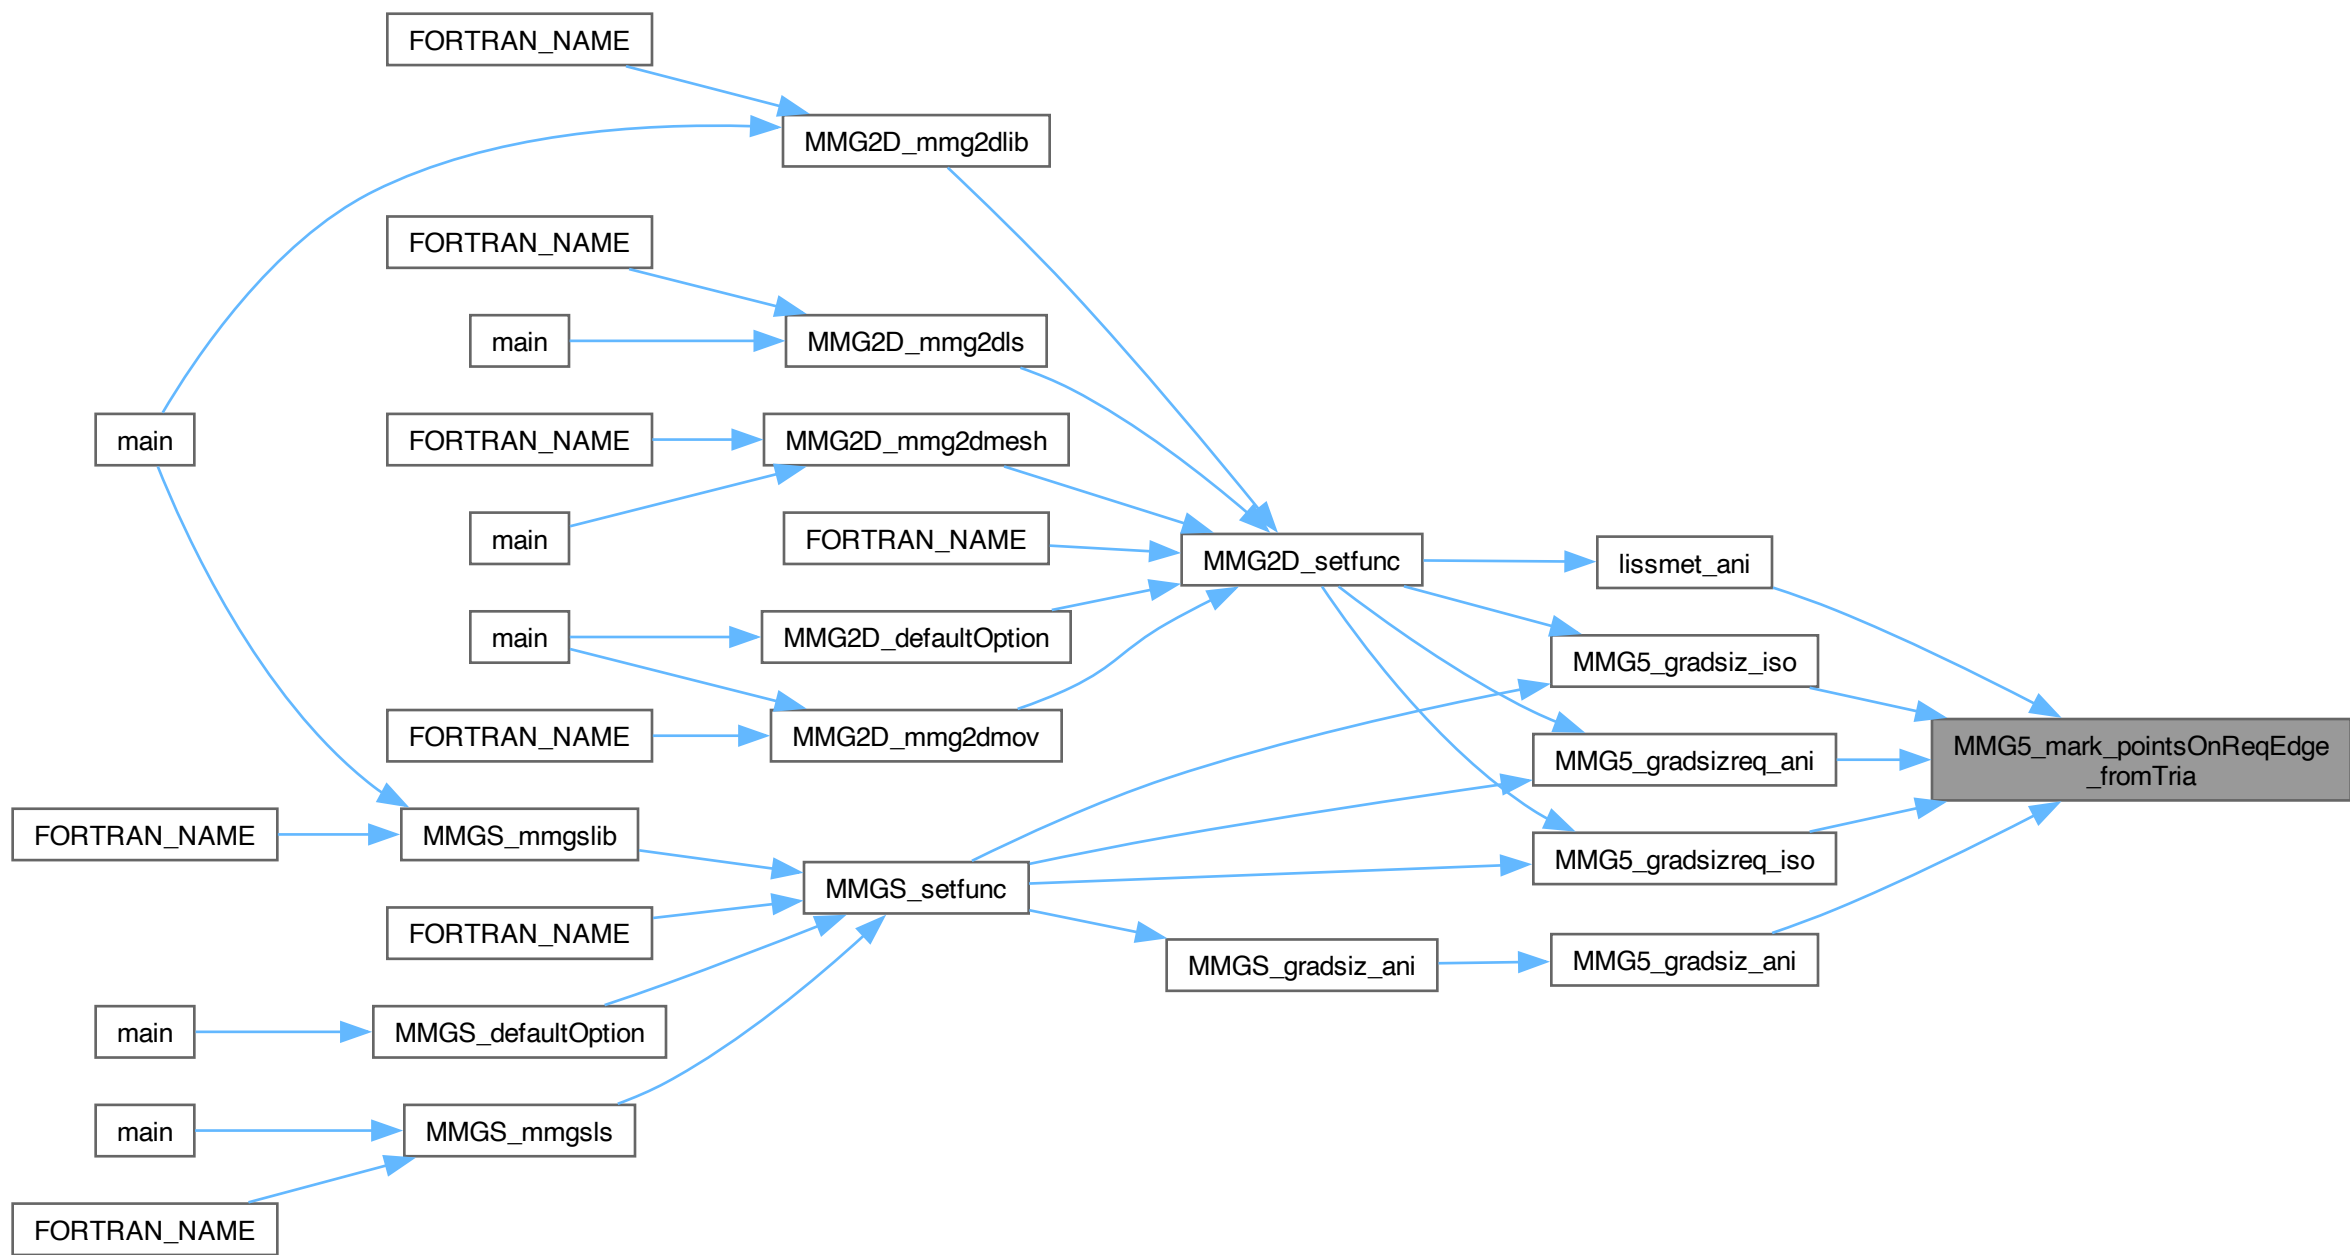 FORTRAN_NAME
MMG2D_mmg2dlib
FORTRAN_NAME
main
MMG2D_mmg2dls
main
FORTRAN_NAME
MMG2D_mmg2dmesh
main
FORTRAN_NAME
MMG2D_setfunc
lissmet_ani
main
MMG2D_defaultOption
MMG5_gradsiz_iso
FORTRAN_NAME
MMG2D_mmg2dmov
MMG5_gradsizreq_ani
MMG5_mark_pointsOnReqEdge
_fromTria
FORTRAN_NAME
MMGS_mmgslib
MMGS_setfunc
MMG5_gradsizreq_iso
FORTRAN_NAME
MMGS_gradsiz_ani
MMG5_gradsiz_ani
main
MMGS_defaultOption
main
MMGS_mmgsls
FORTRAN_NAME